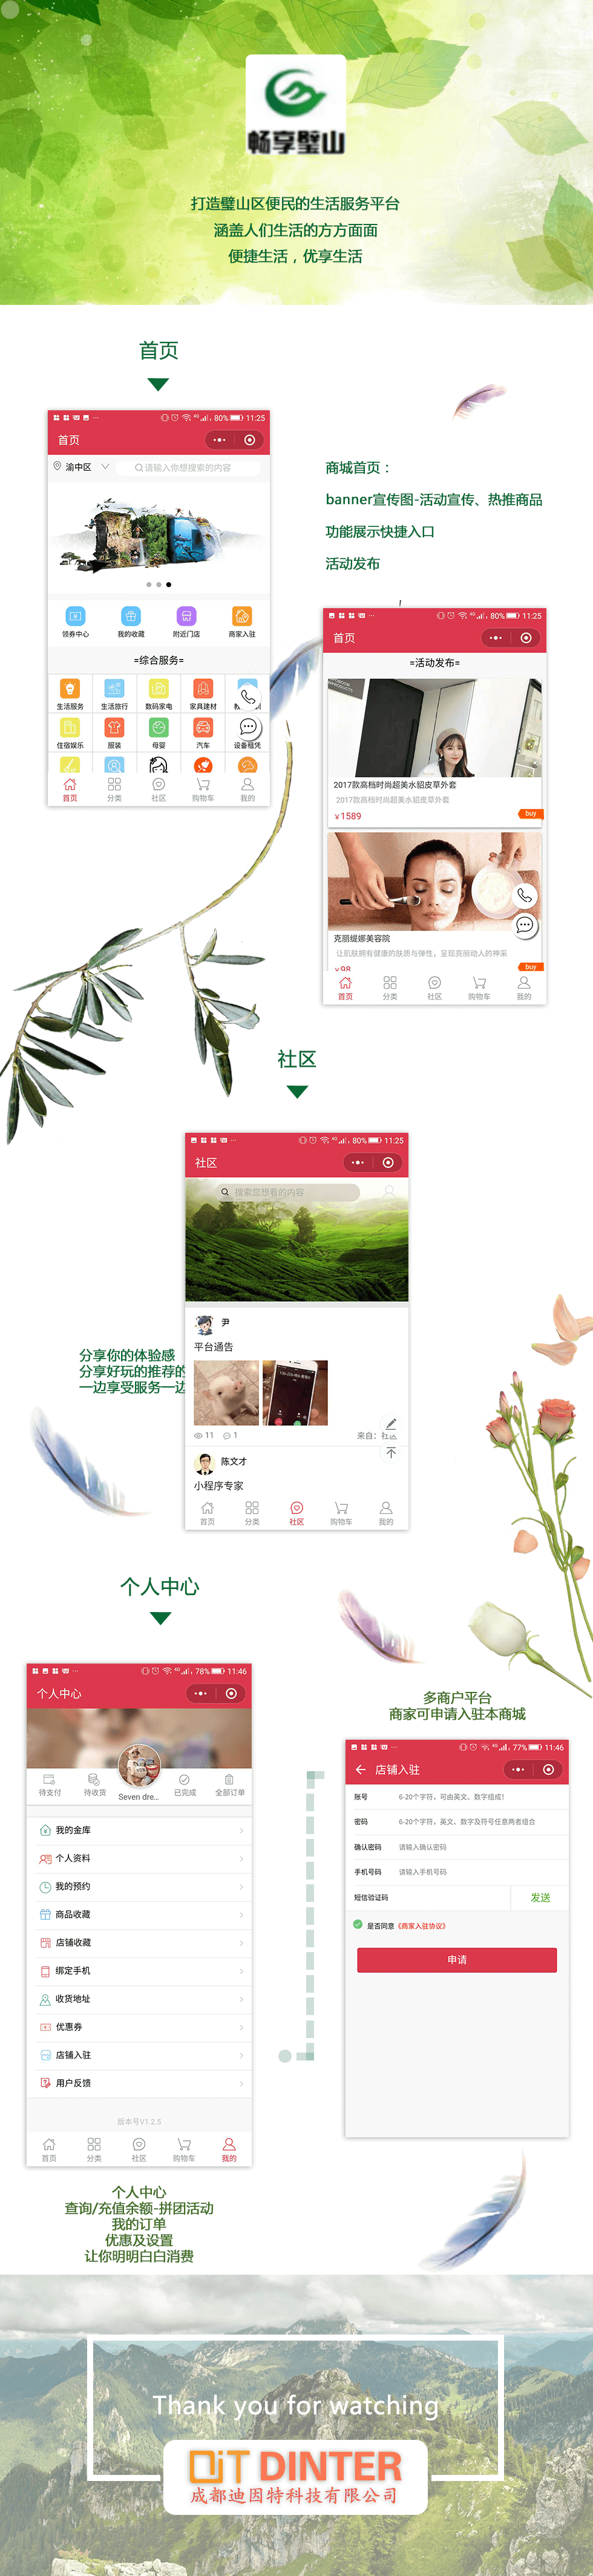 畅享璧山
打造璧山区便民的生活服务平台
涵盖人们生活的方方面面
便捷生活，优享生活
首页
80% 11:25
首页
渝中区
请输入你想搜索的内容
领券中心 我的收藏 附近门店 商家入驻
=综合服务=
生活服务 生活旅行 数码家电 家具建材
住宿娱乐 服装 母婴 汽车 设备租凭
首页 分类 社区 购物车 我的
商城首页：
banner宣传图-活动宣传、热推商品
功能展示快捷入口
活动发布
80% 11:25
首页
=活动发布=
2017款高档时尚超美水貂皮草外套
2017款高档时尚超美水貂皮草外套
￥1589
buy
克丽缇娜美容院
让肌肤拥有健康的肤质与弹性，呈现亮丽动人的神采
￥98
buy
首页 分类 社区 购物车 我的
社区
80% 11:25
社区
搜索您想看的内容
尹
平台通告
11 1
来自：社区
陈文才
小程序专家
首页 分类 社区 购物车 我的
分享你的体验感
分享好玩的推荐的
一边享受服务一边
个人中心
78% 11:46
个人中心
待支付 待收货 Seven dre... 已完成 全部订单
我的金库
个人资料
我的预约
商品收藏
店铺收藏
绑定手机
收货地址
优惠券
店铺入驻
用户反馈
版本号V1.2.5
首页 分类 社区 购物车 我的
多商户平台
商家可申请入驻本商城
77% 11:46
店铺入驻
账号 6-20个字符，可由英文、数字组成！
密码 6-20个字符，英文、数字及符号任意两者组合
确认密码 请输入确认密码
手机号码 请输入手机号码
短信验证码 发送
是否同意《商家入驻协议》
申请
个人中心
查询/充值余额-拼团活动
我的订单
优惠及设置
让你明明白白消费
Thank you for watching
DIT DINTER
成都迪因特科技有限公司